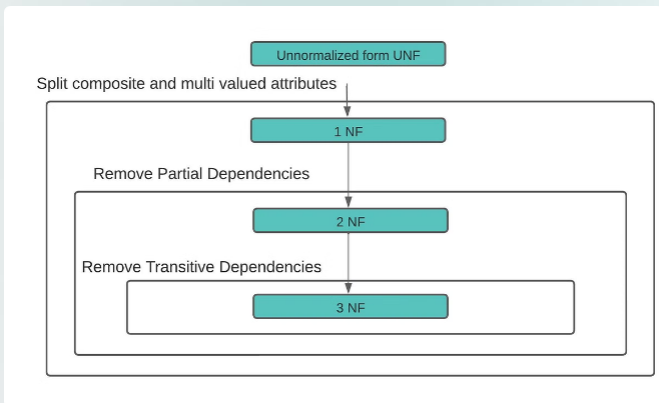 Unnormalized form UNF
Split composite and multi valued attributes
1 NF
Remove Partial Dependencies
2 NF
Remove Transitive Dependencies
3 NF